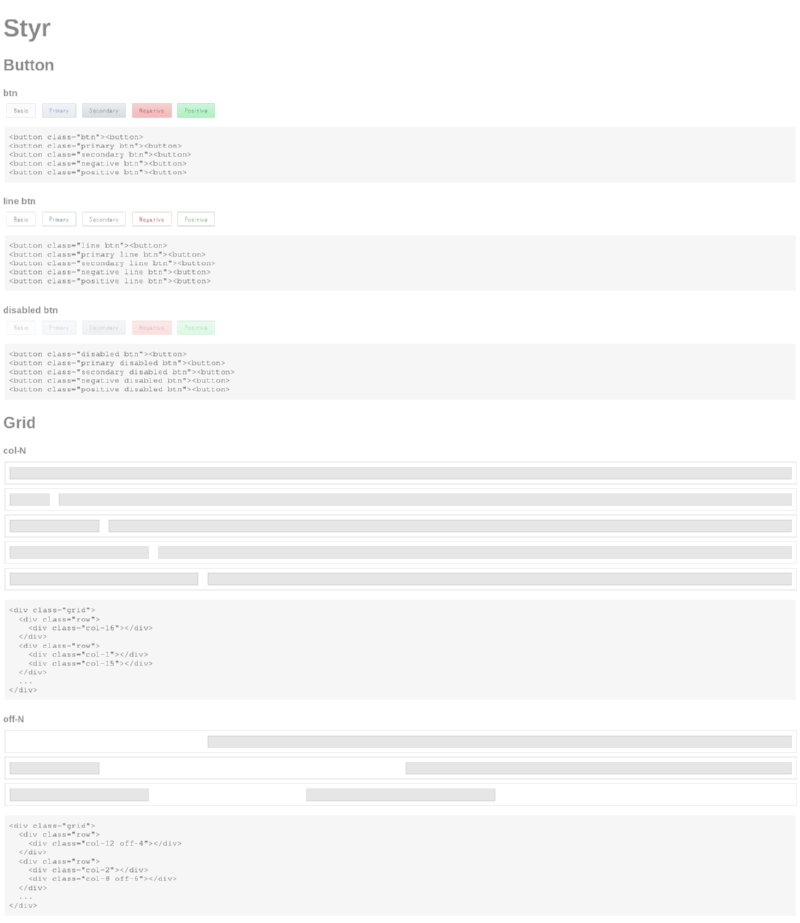 Styr
Button
btn
Basic Primary Secondary Negative Positive
<button class="btn"><button>
<button class="primary btn"><button>
<button class="secondary btn"><button>
<button class="negative btn"><button>
<button class="positive btn"><button>
line btn
Basic Primary Secondary Negative Positive
<button class="line btn"><button>
<button class="primary line btn"><button>
<button class="secondary line btn"><button>
<button class="negative line btn"><button>
<button class="positive line btn"><button>
disabled btn
Basic Primary Secondary Negative Positive
<button class="disabled btn"><button>
<button class="primary disabled btn"><button>
<button class="secondary disabled btn"><button>
<button class="negative disabled btn"><button>
<button class="positive disabled btn"><button>
Grid
col-N
<div class="grid">
<div class="row">
<div class="col-16"></div>
</div>
<div class="row">
<div class="col-1"></div>
<div class="col-15"></div>
</div>
...
</div>
off-N
<div class="grid">
<div class="row">
<div class="col-12 off-4"></div>
</div>
<div class="row">
<div class="col-2"></div>
<div class="col-8 off-6"></div>
</div>
...
</div>